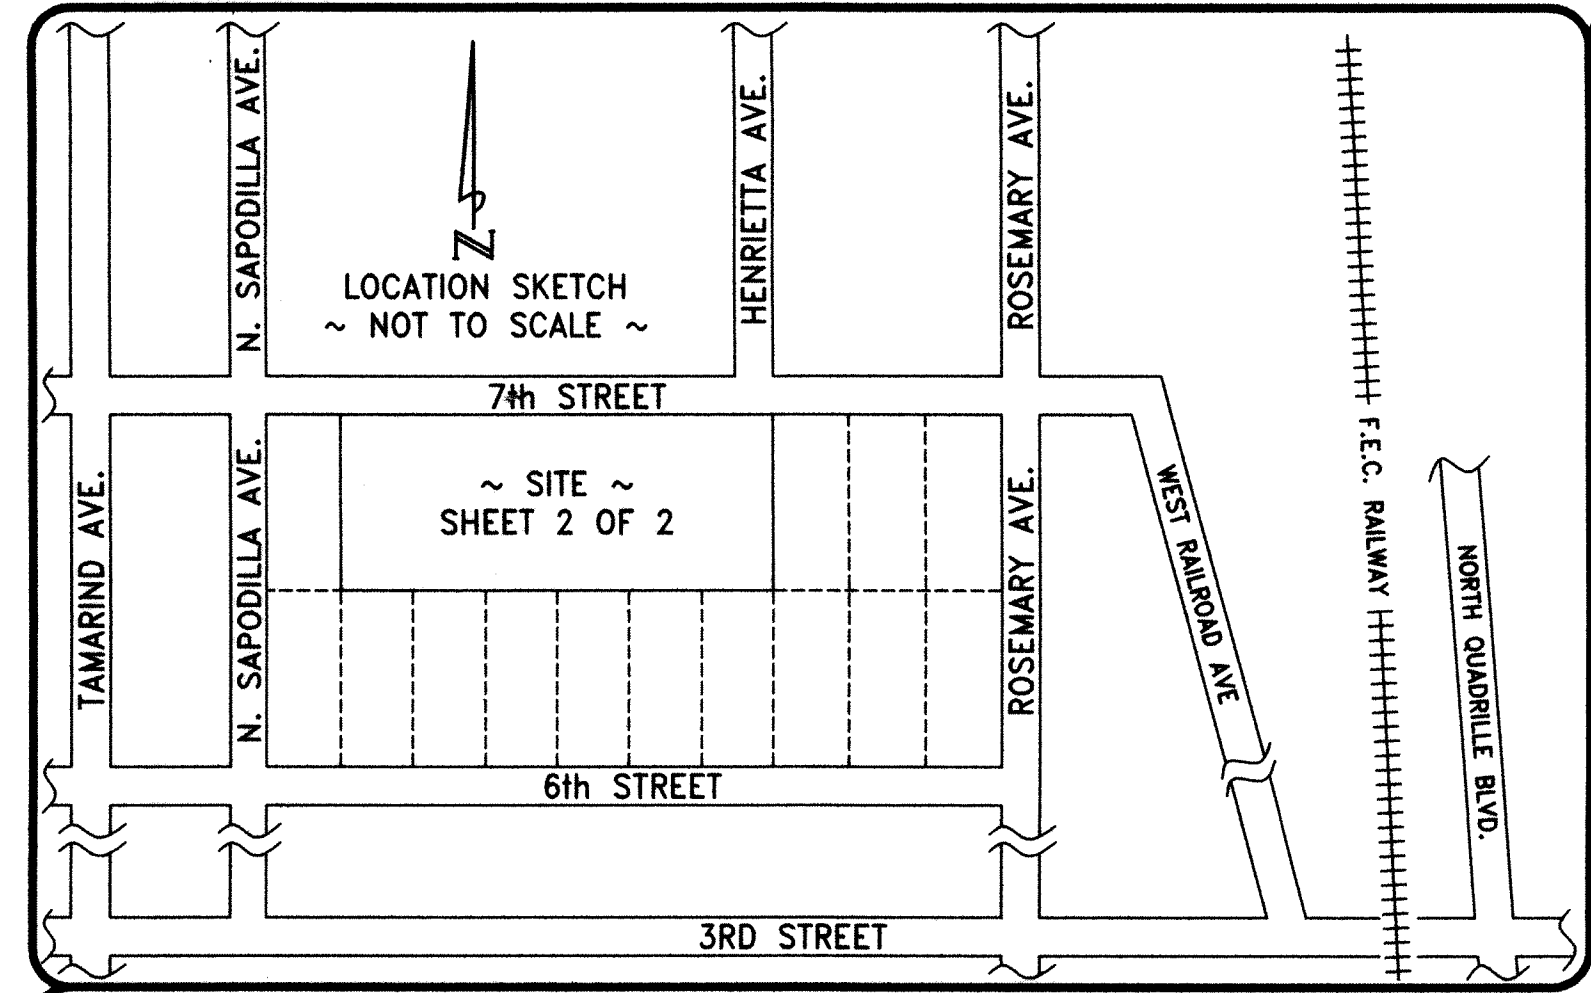 N. SAPODILLA AVE.
HENRIETTA AVE.
ROSEMARY AVE.
N
LOCATION SKETCH
~ NOT TO SCALE ~
7th STREET
TAMARIND AVE.
N. SAPODILLA AVE.
~ SITE ~
SHEET 2 OF 2
ROSEMARY AVE.
WEST RAILROAD AVE
F.E.C. RAILWAY
NORTH QUADRILLE BLVD.
6th STREET
3RD STREET